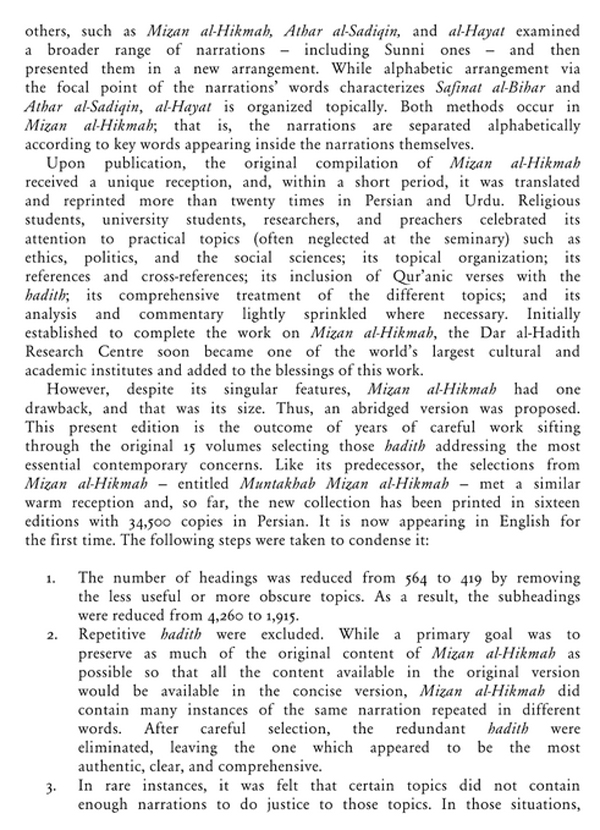 others, such as Mizan al-Hikmah, Athar al-Sadiqin, and al-Hayat examined
a broader range of narrations – including Sunni ones – and then
presented them in a new arrangement. While alphabetic arrangement via
the focal point of the narrations' words characterizes Safinat al-Bihar and
Athar al-Sadiqin, al-Hayat is organized topically. Both methods occur in
Mizan al-Hikmah; that is, the narrations are separated alphabetically
according to key words appearing inside the narrations themselves.
Upon publication, the original compilation of Mizan al-Hikmah
received a unique reception, and, within a short period, it was translated
and reprinted more than twenty times in Persian and Urdu. Religious
students, university students, researchers, and preachers celebrated its
attention to practical topics (often neglected at the seminary) such as
ethics, politics, and the social sciences; its topical organization; its
references and cross-references; its inclusion of Qur'anic verses with the
hadith; its comprehensive treatment of the different topics; and its
analysis and commentary lightly sprinkled where necessary. Initially
established to complete the work on Mizan al-Hikmah, the Dar al-Hadith
Research Centre soon became one of the world's largest cultural and
academic institutes and added to the blessings of this work.
However, despite its singular features, Mizan al-Hikmah had one
drawback, and that was its size. Thus, an abridged version was proposed.
This present edition is the outcome of years of careful work sifting
through the original 15 volumes selecting those hadith addressing the most
essential contemporary concerns. Like its predecessor, the selections from
Mizan al-Hikmah – entitled Muntakhab Mizan al-Hikmah – met a similar
warm reception and, so far, the new collection has been printed in sixteen
editions with 34,500 copies in Persian. It is now appearing in English for
the first time. The following steps were taken to condense it:
1. The number of headings was reduced from 564 to 419 by removing
the less useful or more obscure topics. As a result, the subheadings
were reduced from 4,260 to 1,915.
2. Repetitive hadith were excluded. While a primary goal was to
preserve as much of the original content of Mizan al-Hikmah as
possible so that all the content available in the original version
would be available in the concise version, Mizan al-Hikmah did
contain many instances of the same narration repeated in different
words. After careful selection, the redundant hadith were
eliminated, leaving the one which appeared to be the most
authentic, clear, and comprehensive.
3. In rare instances, it was felt that certain topics did not contain
enough narrations to do justice to those topics. In those situations,